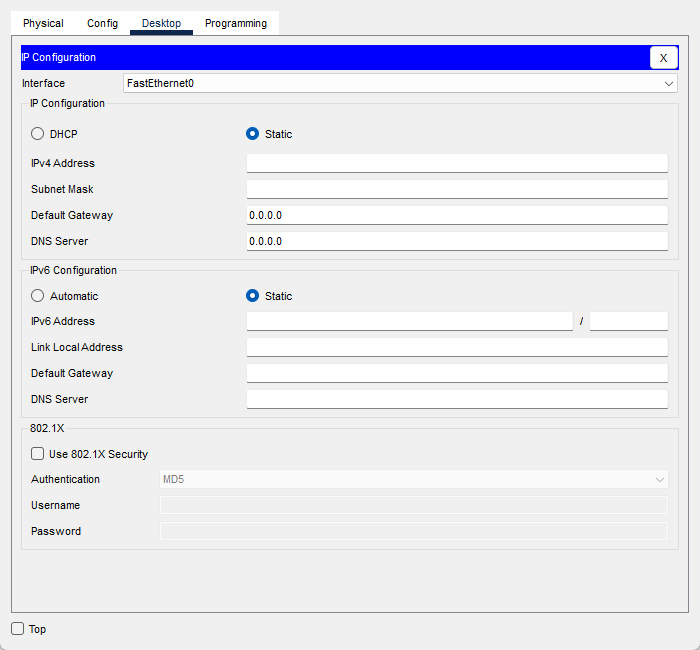 Physical Config Desktop Programming
IP Configuration X
Interface FastEthernet0
IP Configuration
DHCP Static
IPv4 Address
Subnet Mask
Default Gateway 0.0.0.0
DNS Server 0.0.0.0
IPv6 Configuration
Automatic Static
IPv6 Address /
Link Local Address
Default Gateway
DNS Server
802.1X
Use 802.1X Security
Authentication MD5
Username
Password
Top